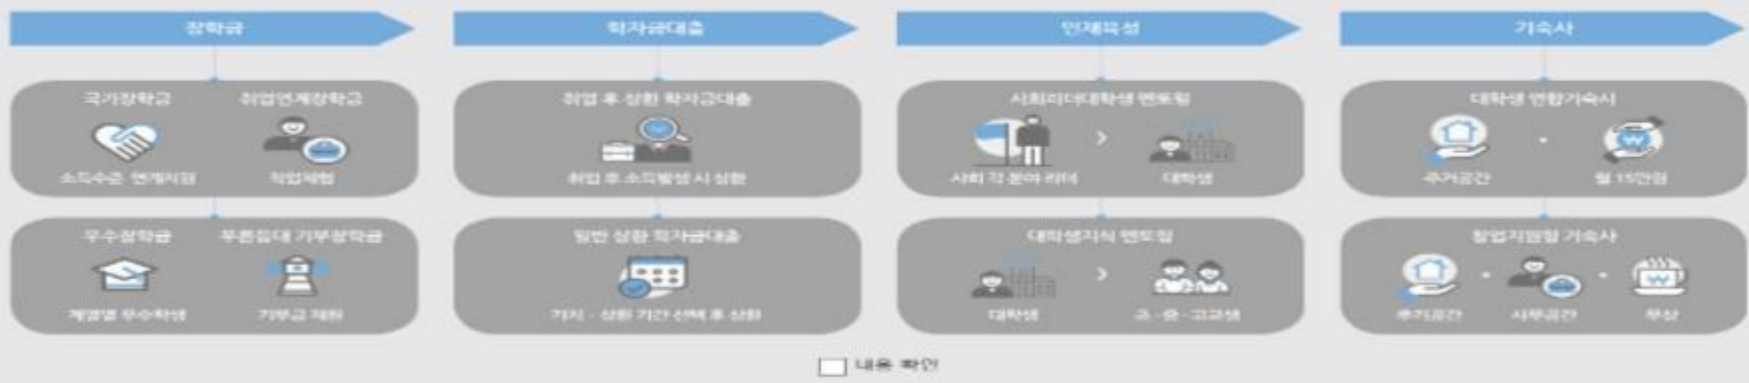 장학금
국가장학금 취업연계장학금
소득수준 연계지원 직업체험
우수장학금 푸른등대 기부장학금
계열별 우수학생 기부금 재원
학자금대출
취업 후 상환 학자금대출
취업 후 소득발생 시 상환
일반 상환 학자금대출
거치 - 상환 기간 선택 후 상환
인재육성
사회리더대학생 멘토링
사회 각 분야 리더 대학생
대학생지식 멘토링
대학생 초·중·고교생
기숙사
대학생 연합기숙사
주거공간 월 15만원
창업지원형 기숙사
주거공간 사무공간 무상
내용 확인